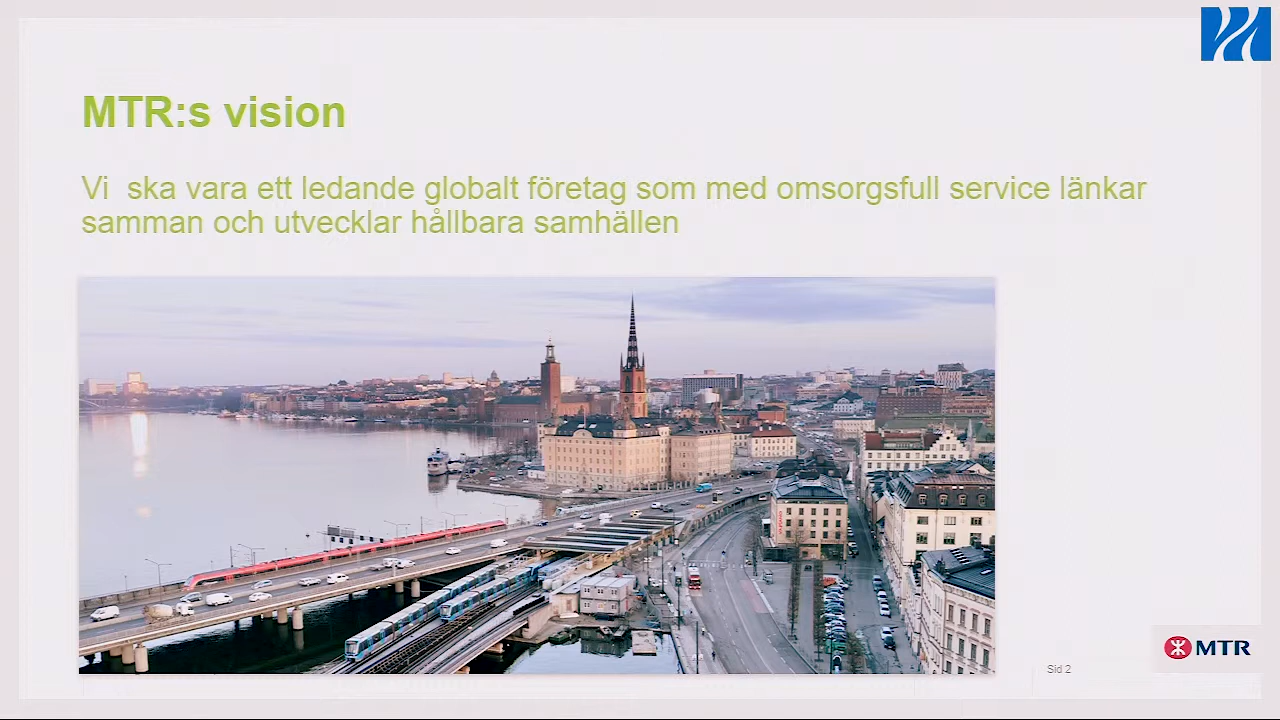 MTR:s vision
Vi  ska vara ett ledande globalt företag som med omsorgsfull service länkar
samman och utvecklar hållbara samhällen
Sid 2
MTR